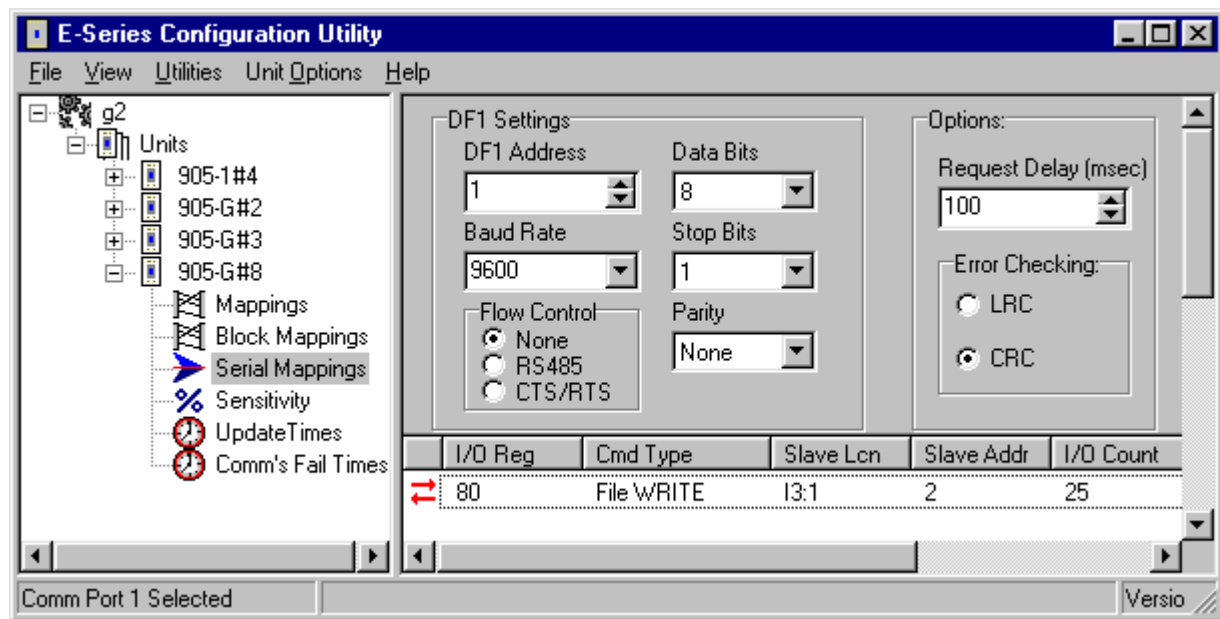 E-Series Configuration Utility
File View Utilities Unit Options Help
g2
Units
905-1#4
905-G#2
905-G#3
905-G#8
Mappings
Block Mappings
Serial Mappings
Sensitivity
UpdateTimes
Comm's Fail Times
DF1 Settings
DF1 Address Data Bits
1 8
Baud Rate Stop Bits
9600 1
Flow Control Parity
None
RS485 None
CTS/RTS
Options:
Request Delay (msec)
100
Error Checking:
LRC
CRC
I/O Reg Cmd Type Slave Lcn Slave Addr I/O Count
80 File WRITE I3:1 2 25
Comm Port 1 Selected Versio